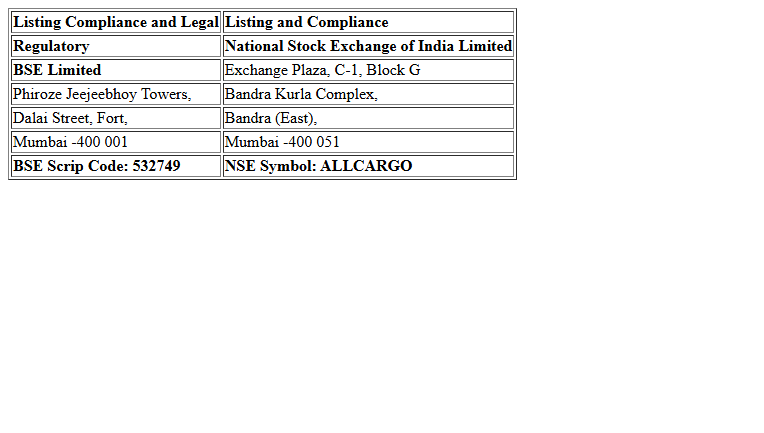 Listing Compliance and Legal Listing and Compliance
Regulatory National Stock Exchange of India Limited
BSE Limited Exchange Plaza, C-1, Block G
Phiroze Jeejeebhoy Towers, Bandra Kurla Complex,
Dalai Street, Fort, Bandra (East),
Mumbai -400 001 Mumbai -400 051
BSE Scrip Code: 532749 NSE Symbol: ALLCARGO